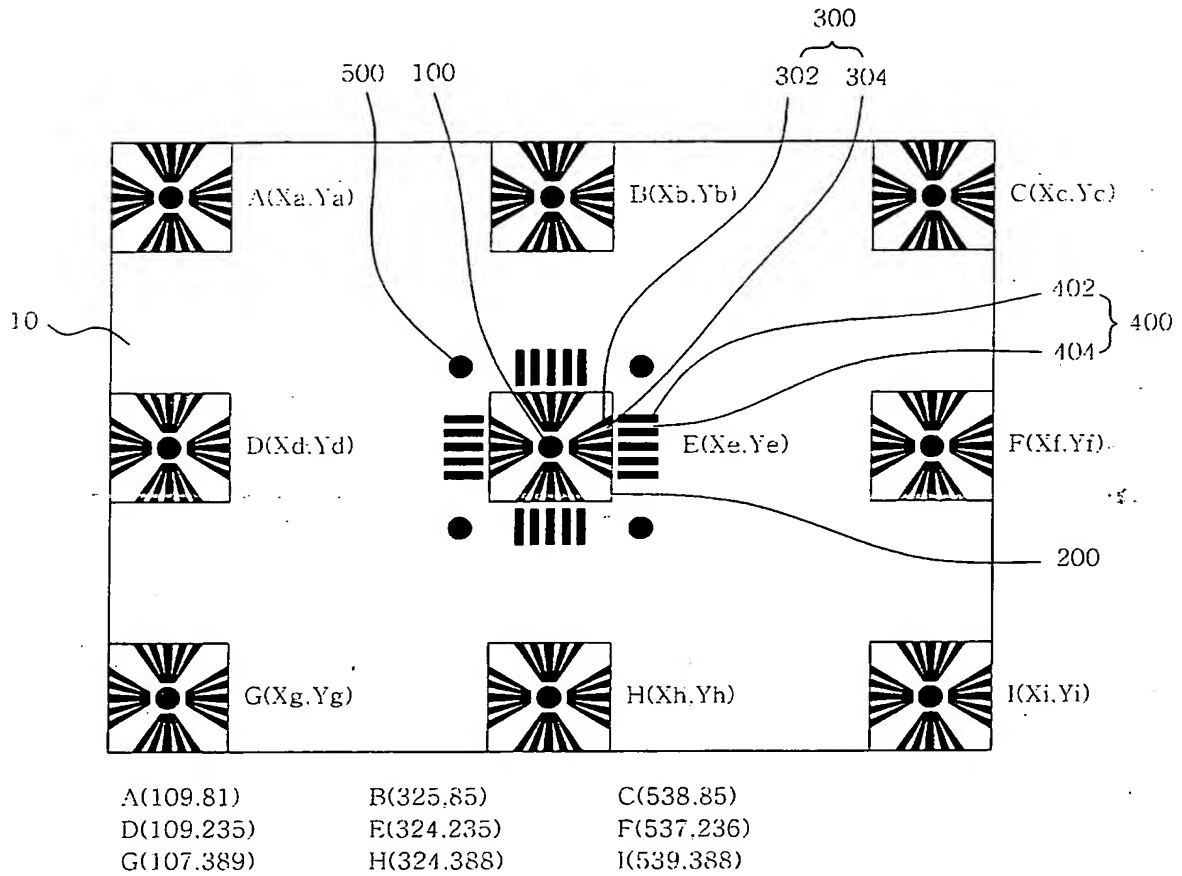 300
500 100 302 304
A(Xa.Ya) B(Xb.Yb) C(Xc.Yc)
402
10 400
404
D(Xd.Yd) E(Xe.Ye) F(Xf.Yf)
200
G(Xg.Yg) H(Xh.Yh) I(Xi.Yi)
A(109.81) B(325,85) C(538.85)
D(109,235) E(324.235) F(537,236)
G(107,389) H(324,388) I(539,388)